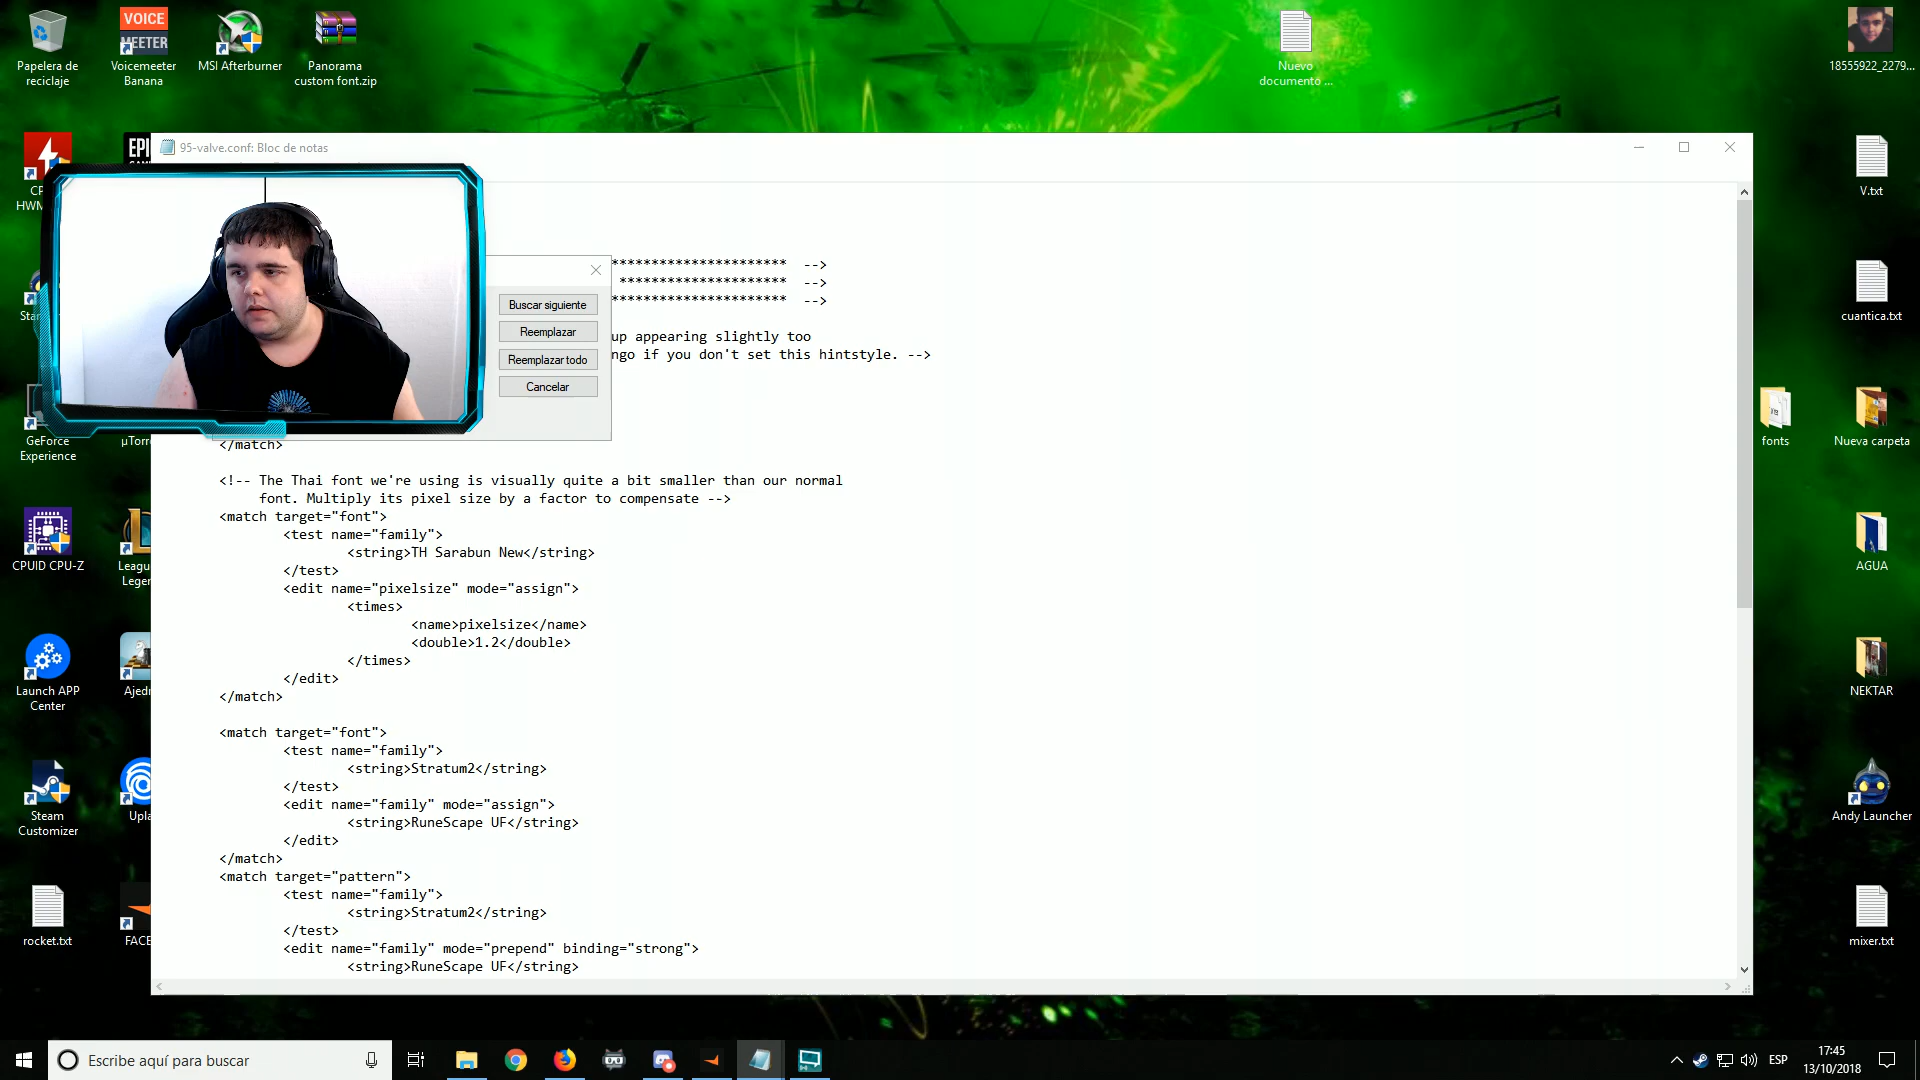 Papelera de
reciclaje
VOICE
MEETER
Voicemeeter
Banana
MSI Afterburner
Panorama
custom font.zip
Nuevo
documento ...
18555922_2279...
95-valve.conf: Bloc de notas
EPI
V.txt
HWM
********************* -->
********************* -->
********************* -->
Buscar siguiente
Reemplazar
Reemplazar todo
Cancelar
up appearing slightly too
ngo if you don't set this hintstyle. -->
cuantica.txt
GeForce
Experience
µTorr
fonts
Nueva carpeta
</match>
<!-- The Thai font we're using is visually quite a bit smaller than our normal
font. Multiply its pixel size by a factor to compensate -->
<match target="font">
<test name="family">
<string>TH Sarabun New</string>
</test>
<edit name="pixelsize" mode="assign">
<times>
<name>pixelsize</name>
<double>1.2</double>
</times>
</edit>
</match>
<match target="font">
<test name="family">
<string>Stratum2</string>
</test>
<edit name="family" mode="assign">
<string>RuneScape UF</string>
</edit>
</match>
<match target="pattern">
<test name="family">
<string>Stratum2</string>
</test>
<edit name="family" mode="prepend" binding="strong">
<string>RuneScape UF</string>
CPUID CPU-Z
Leagu
Leger
AGUA
Launch APP
Center
Ajedr
NEKTAR
Steam
Customizer
Upla
Andy Launcher
rocket.txt
FACE
mixer.txt
Escribe aquí para buscar
ESP
17:45
13/10/2018